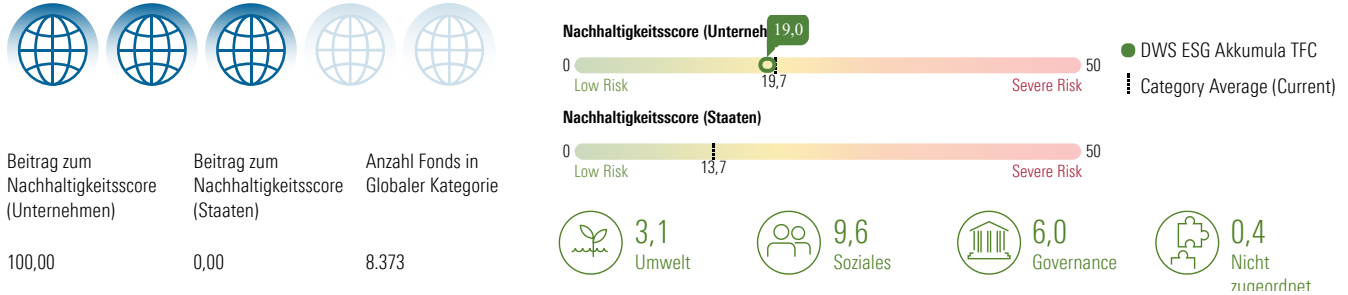 Beitrag zum
Nachhaltigkeitsscore
(Unternehmen)
100,00
Beitrag zum
Nachhaltigkeitsscore
(Staaten)
0,00
Anzahl Fonds in
Globaler Kategorie
8.373
Nachhaltigkeitsscore (Unterneh
19,0
0
50
Low Risk
19,7
Severe Risk
Nachhaltigkeitsscore (Staaten)
0
50
Low Risk
13,7
Severe Risk
DWS ESG Akkumula TFC
Category Average (Current)
3,1
Umwelt
9,6
Soziales
6,0
Governance
0,4
Nicht
zugeordnet